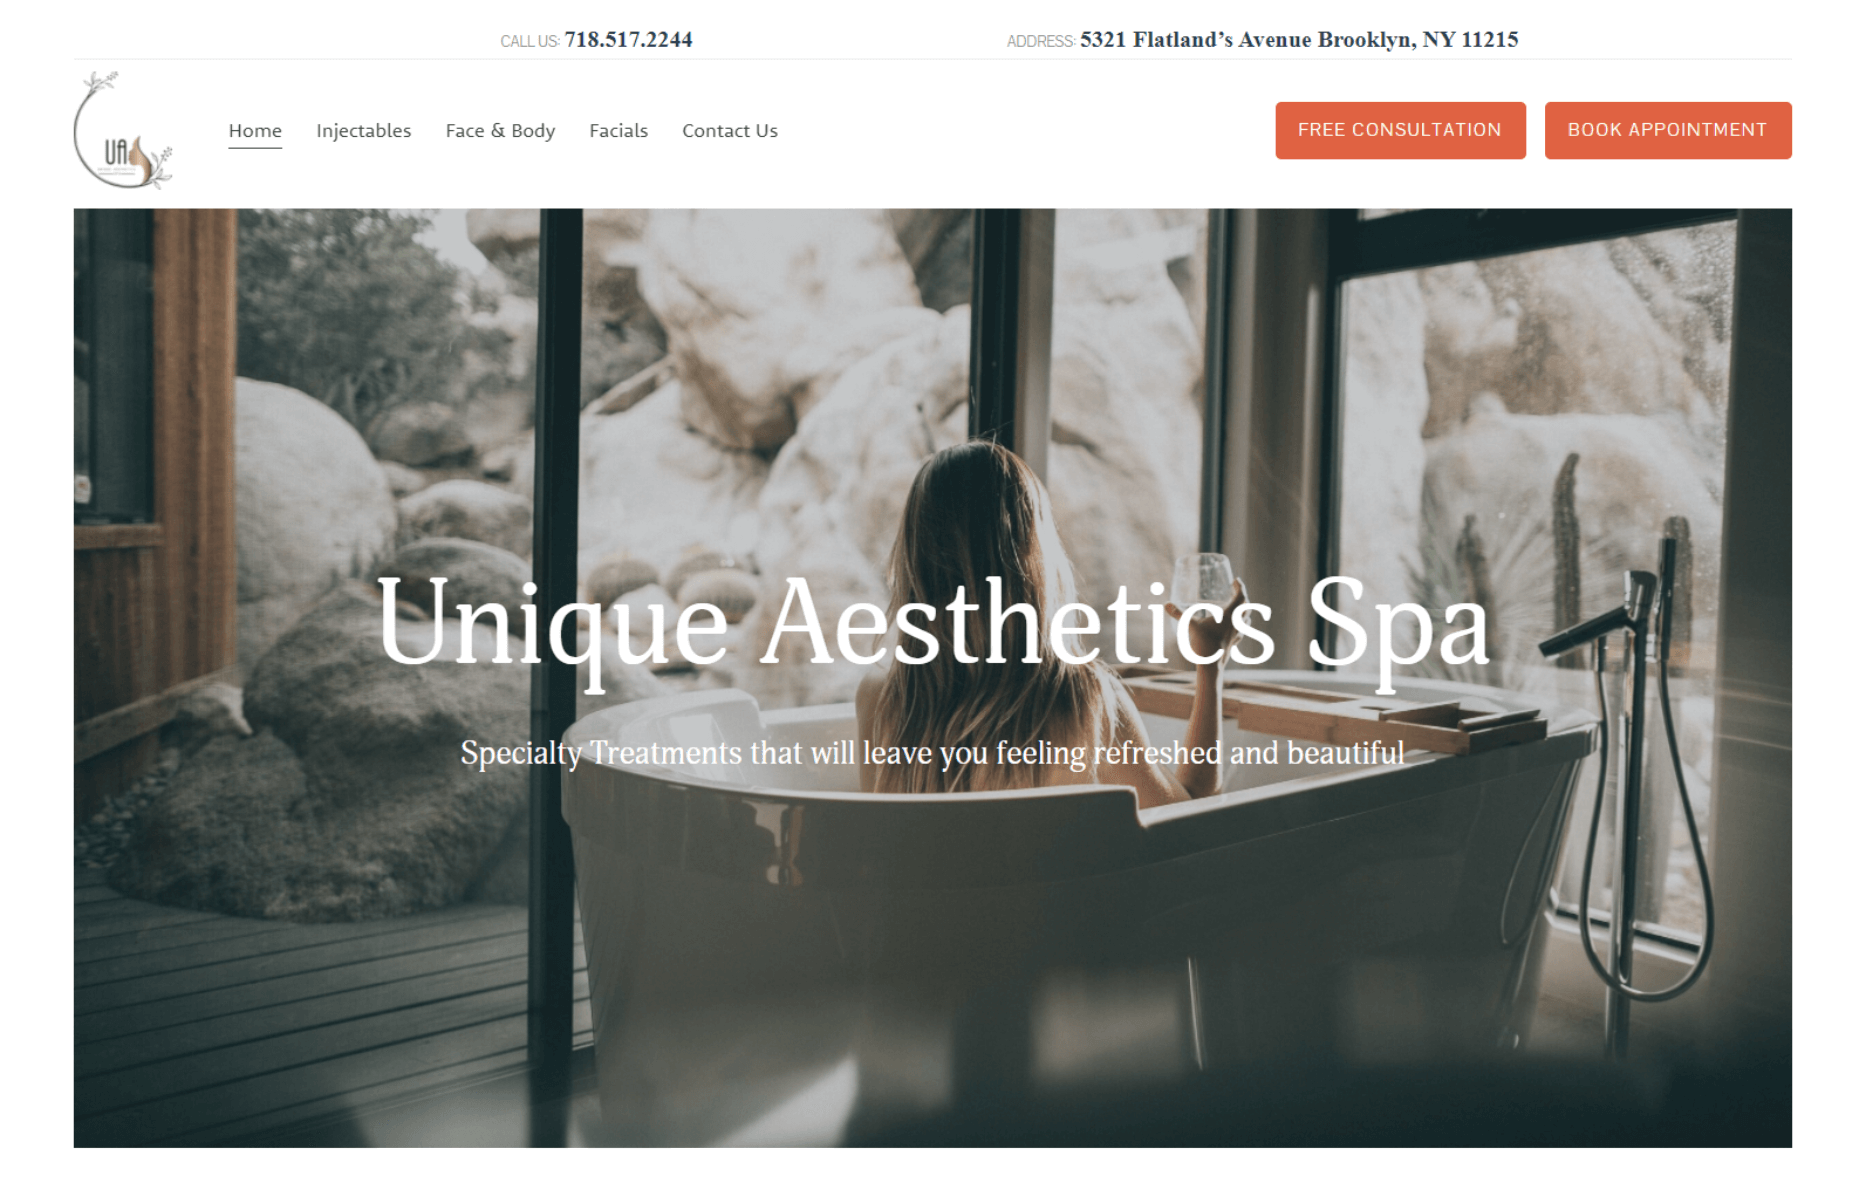 CALL US: 718.517.2244
ADDRESS: 5321 Flatland’s Avenue Brooklyn, NY 11215
UA
Home
Injectables
Face & Body
Facials
Contact Us
FREE CONSULTATION
BOOK APPOINTMENT
Unique Aesthetics Spa
Specialty Treatments that will leave you feeling refreshed and beautiful